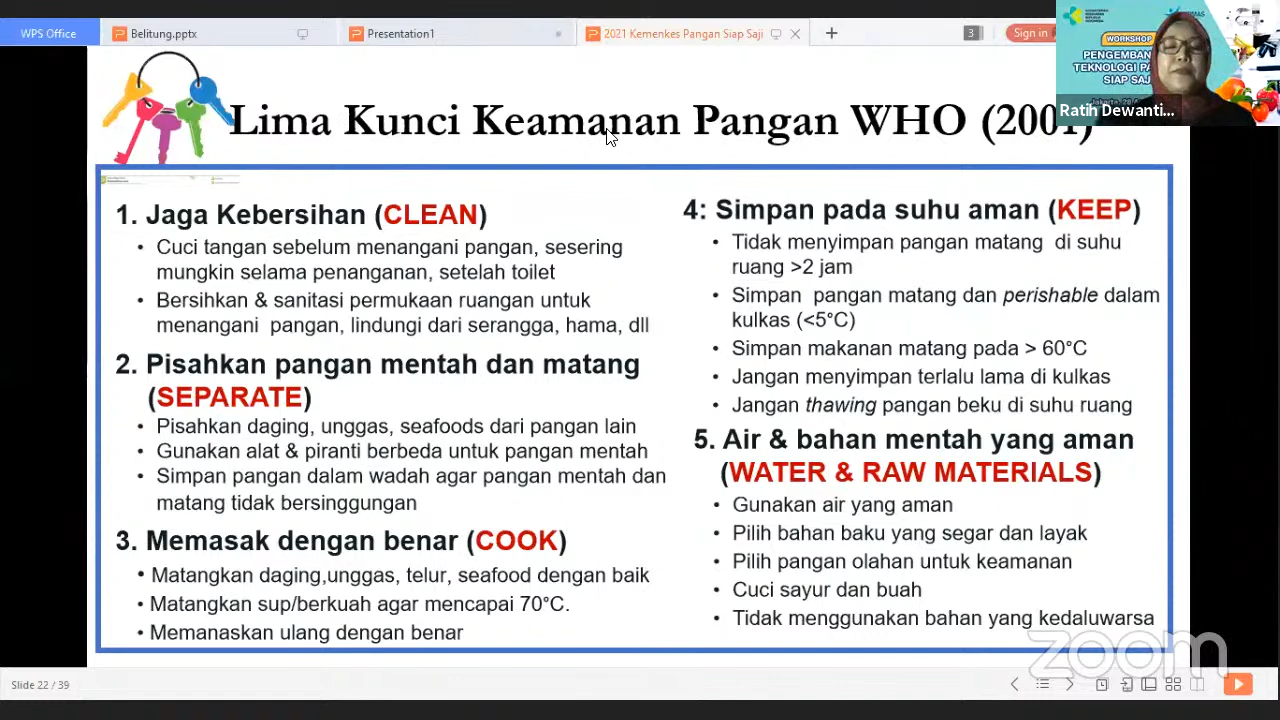 WPS Office
Belitung.pptx
Presentation1
2021 Kemenkes Pangan Siap Saji
3
Sign in
WORKSHOP
PENGEMBAN
TEKNOLOGI PA
SIAP SAJ
Ratih Dewanti...
Lima Kunci Keamanan Pangan WHO (2001)
1. Jaga Kebersihan (CLEAN)
• Cuci tangan sebelum menangani pangan, sesering
mungkin selama penanganan, setelah toilet
• Bersihkan & sanitasi permukaan ruangan untuk
menangani pangan, lindungi dari serangga, hama, dll
2. Pisahkan pangan mentah dan matang
(SEPARATE)
• Pisahkan daging, unggas, seafoods dari pangan lain
• Gunakan alat & piranti berbeda untuk pangan mentah
• Simpan pangan dalam wadah agar pangan mentah dan
matang tidak bersinggungan
3. Memasak dengan benar (COOK)
• Matangkan daging,unggas, telur, seafood dengan baik
• Matangkan sup/berkuah agar mencapai 70°C.
• Memanaskan ulang dengan benar
4: Simpan pada suhu aman (KEEP)
• Tidak menyimpan pangan matang di suhu
ruang >2 jam
• Simpan pangan matang dan perishable dalam
kulkas (<5°C)
• Simpan makanan matang pada > 60°C
• Jangan menyimpan terlalu lama di kulkas
• Jangan thawing pangan beku di suhu ruang
5. Air & bahan mentah yang aman
(WATER & RAW MATERIALS)
• Gunakan air yang aman
• Pilih bahan baku yang segar dan layak
• Pilih pangan olahan untuk keamanan
• Cuci sayur dan buah
• Tidak menggunakan bahan yang kedaluwarsa
zoom
Slide 22 / 39